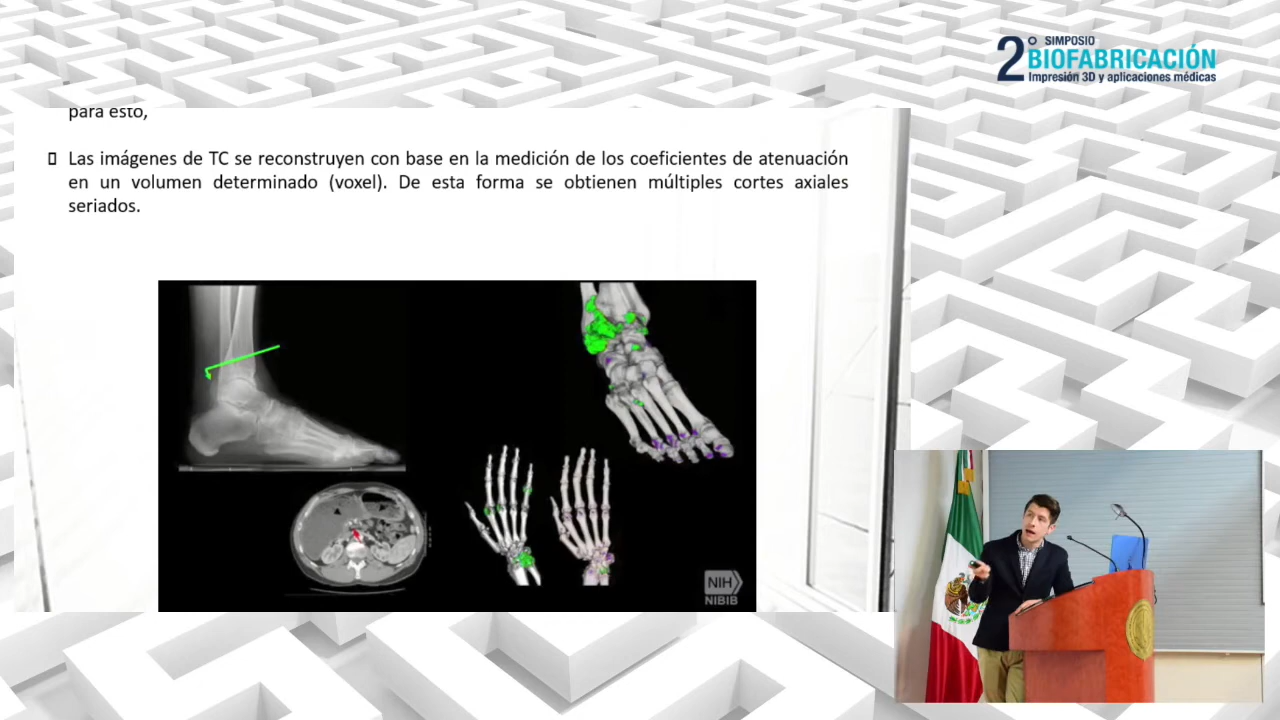 2° SIMPOSIO
BIOFABRICACIÓN
Impresión 3D y aplicaciones médicas
para esto,
Las imágenes de TC se reconstruyen con base en la medición de los coeficientes de atenuación
en un volumen determinado (voxel). De esta forma se obtienen múltiples cortes axiales
seriados.
NIH
NIBIB